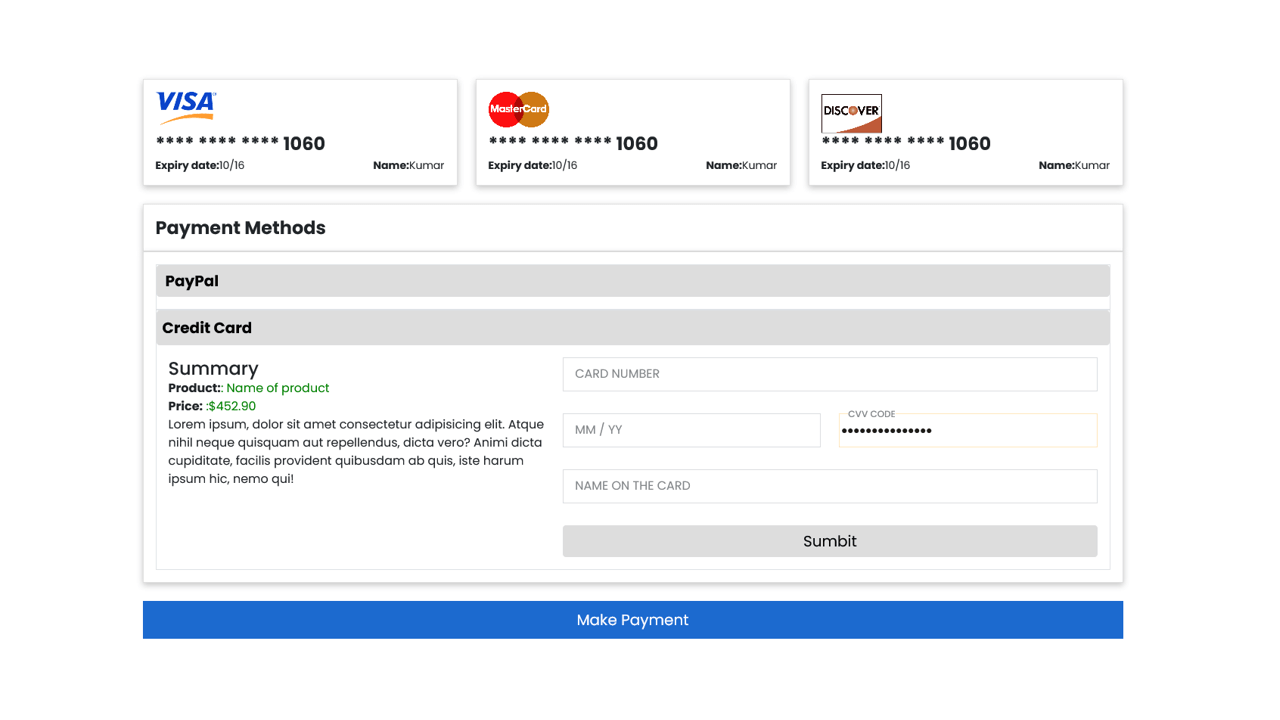 VISA
**** **** **** 1060
Expiry date:10/16 Name:Kumar
MasterCard
**** **** **** 1060
Expiry date:10/16 Name:Kumar
DISCOVER
**** **** **** 1060
Expiry date:10/16 Name:Kumar
Payment Methods
PayPal
Credit Card
Summary
Product:: Name of product
Price: :$452.90
Lorem ipsum, dolor sit amet consectetur adipisicing elit. Atque
nihil neque quisquam aut repellendus, dicta vero? Animi dicta
cupiditate, facilis provident quibusdam ab quis, iste harum
ipsum hic, nemo qui!
CARD NUMBER
MM / YY
CVV CODE
•••••••••••••••
NAME ON THE CARD
Sumbit
Make Payment